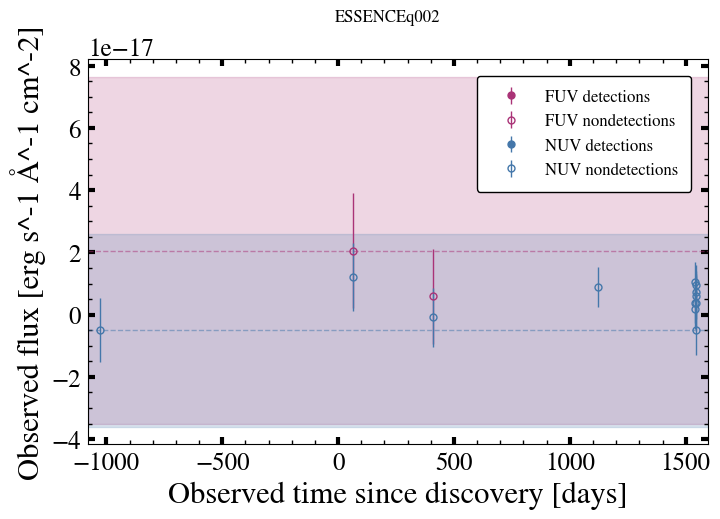 ESSENCEq002
1e−17
Observed flux [erg s^-1 Å^-1 cm^-2]
8
6
4
2
0
−2
−4
FUV detections
FUV nondetections
NUV detections
NUV nondetections
−1000 −500 0 500 1000 1500
Observed time since discovery [days]